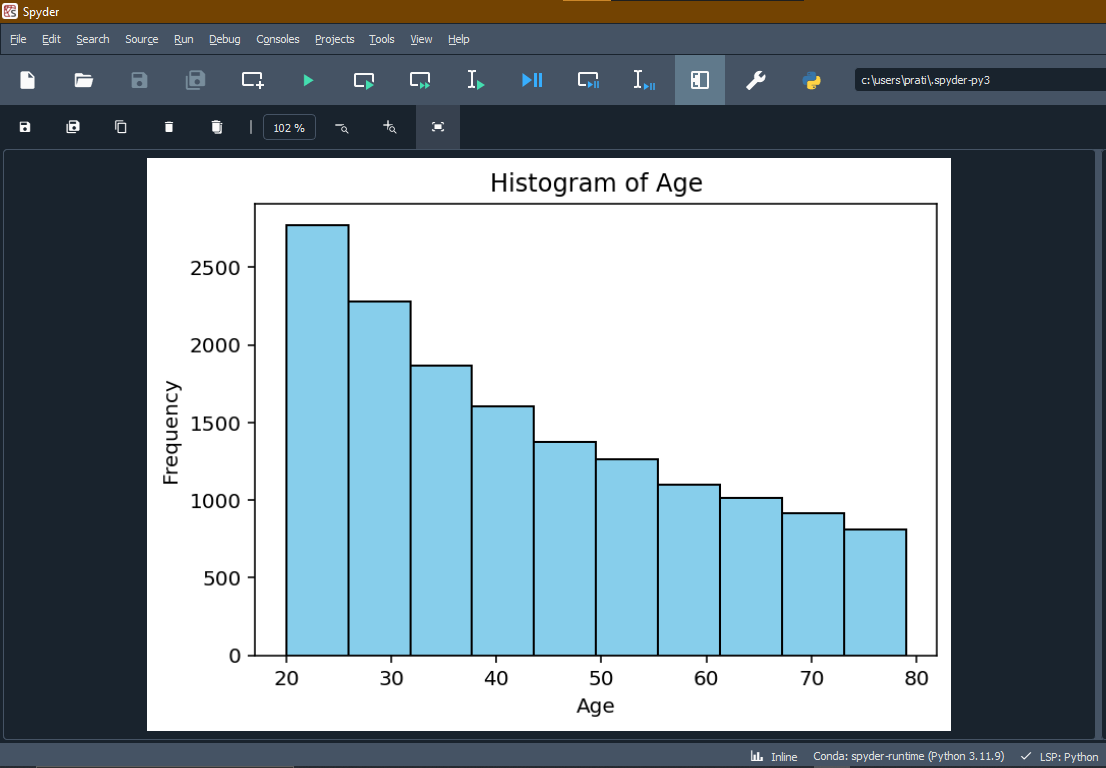 Spyder
File Edit Search Source Run Debug Consoles Projects Tools View Help
c:\users\prati\.spyder-py3
102 %
Histogram of Age
2500
2000
1500
1000
500
0
Frequency
20 30 40 50 60 70 80
Age
Inline Conda: spyder-runtime (Python 3.11.9) LSP: Python